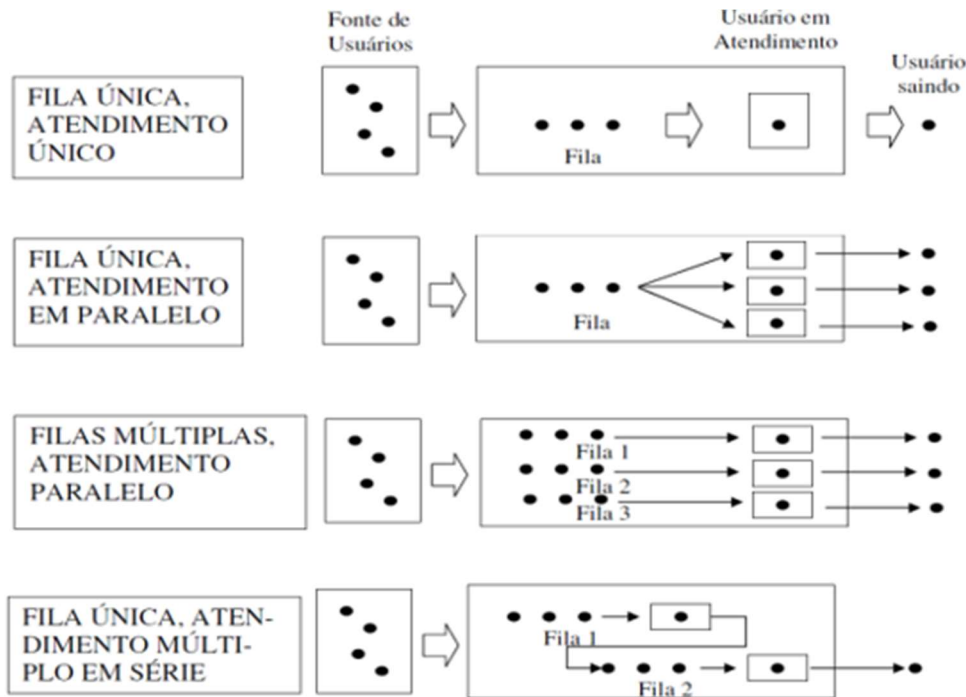 Fonte de
Usuários
Usuário em
Atendimento
Usuário
saindo
FILA ÚNICA,
ATENDIMENTO
ÚNICO
Fila
FILA ÚNICA,
ATENDIMENTO
EM PARALELO
Fila
FILAS MÚLTIPLAS,
ATENDIMENTO
PARALELO
Fila 1
Fila 2
Fila 3
FILA ÚNICA, ATEN-
DIMENTO MÚLTI-
PLO EM SÉRIE
Fila 1
Fila 2